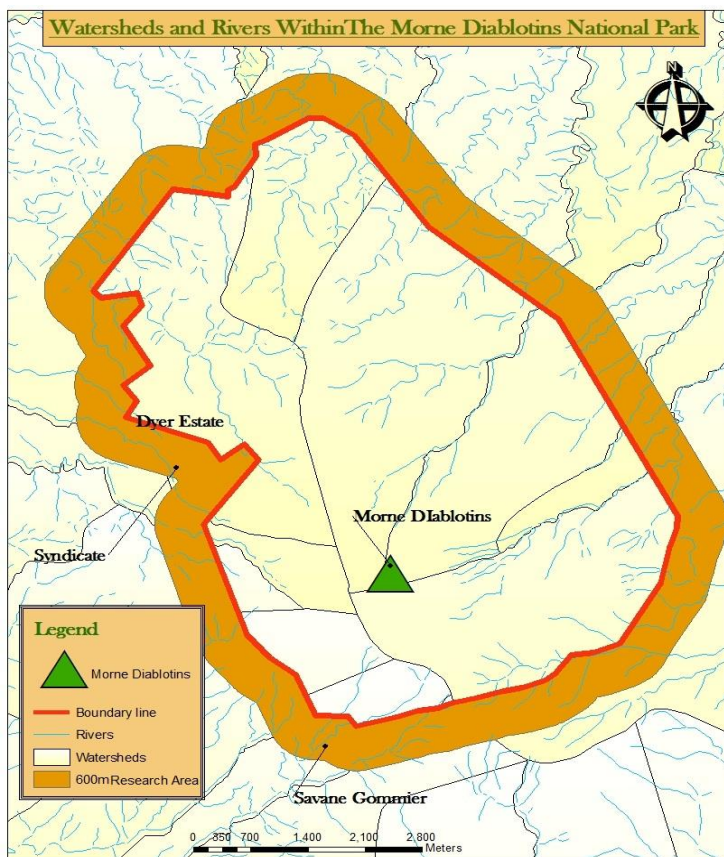 Watersheds and Rivers WithinThe Morne Diablotins National Park
N
Dyer Estate
Morne DIablotins
Syndicate
Legend
Morne Diablotins
Boundary line
Rivers
Watersheds
600mResearch Area
Savane Gommier
0 350 700 1,400 2,100 2,800
Meters